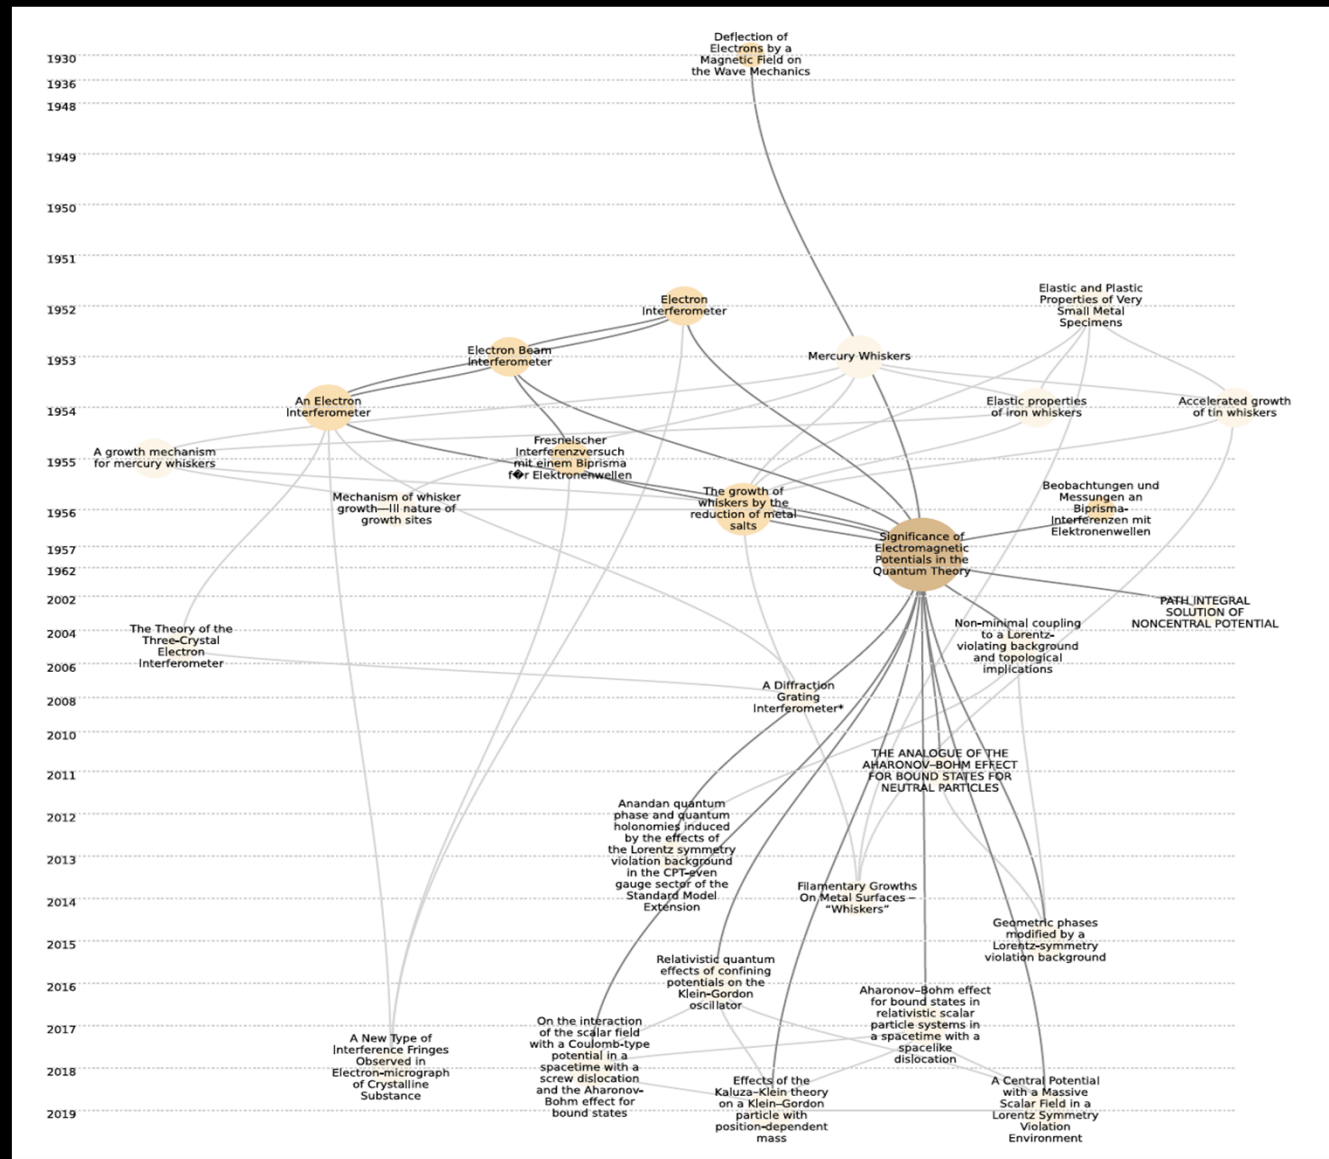 Deflection of
Electrons by a
Magnetic Field on
the Wave Mechanics
1930
1936
1948
1949
1950
1951
1952
Electron
Interferometer
Elastic and Plastic
Properties of Very
Small Metal
Specimens
1953
Electron Beam
Interferometer
Mercury Whiskers
1954
An Electron
Interferometer
Elastic properties
of iron whiskers
Accelerated growth
of tin whiskers
1955
A growth mechanism
for mercury whiskers
Fresnelscher
Interferenzversuch
mit einem Biprisma
f�r Elektronenwellen
1956
Mechanism of whisker
growth—III nature of
growth sites
The growth of
whiskers by the
reduction of metal
salts
Beobachtungen und
Messungen an
Biprisma-
Interferenzen mit
Elektronenwellen
1957
1962
Significance of
Electromagnetic
Potentials in the
Quantum Theory
2002
PATH INTEGRAL
SOLUTION OF
NONCENTRAL POTENTIAL
2004
The Theory of the
Three-Crystal
Electron
Interferometer
Non-minimal coupling
to a Lorentz-
violating background
and topological
implications
2006
2008
A Diffraction
Grating
Interferometer*
2010
2011
THE ANALOGUE OF THE
AHARONOV–BOHM EFFECT
FOR BOUND STATES FOR
NEUTRAL PARTICLES
2012
2013
Anandan quantum
phase and quantum
holonomies induced
by the effects of
the Lorentz symmetry
violation background
in the CPT-even
gauge sector of the
Standard Model
Extension
2014
Filamentary Growths
On Metal Surfaces —
“Whiskers”
2015
Geometric phases
modified by a
Lorentz-symmetry
violation background
2016
Relativistic quantum
effects of confining
potentials on the
Klein-Gordon
oscillator
2017
Aharonov–Bohm effect
for bound states in
relativistic scalar
particle systems in
a spacetime with a
spacelike
dislocation
2018
A New Type of
Interference Fringes
Observed in
Electron-micrograph
of Crystalline
Substance
On the interaction
of the scalar field
with a Coulomb-type
potential in a
spacetime with a
screw dislocation
and the Aharonov-
Bohm effect for
bound states
2019
Effects of the
Kaluza–Klein theory
on a Klein–Gordon
particle with
position-dependent
mass
A Central Potential
with a Massive
Scalar Field in a
Lorentz Symmetry
Violation
Environment